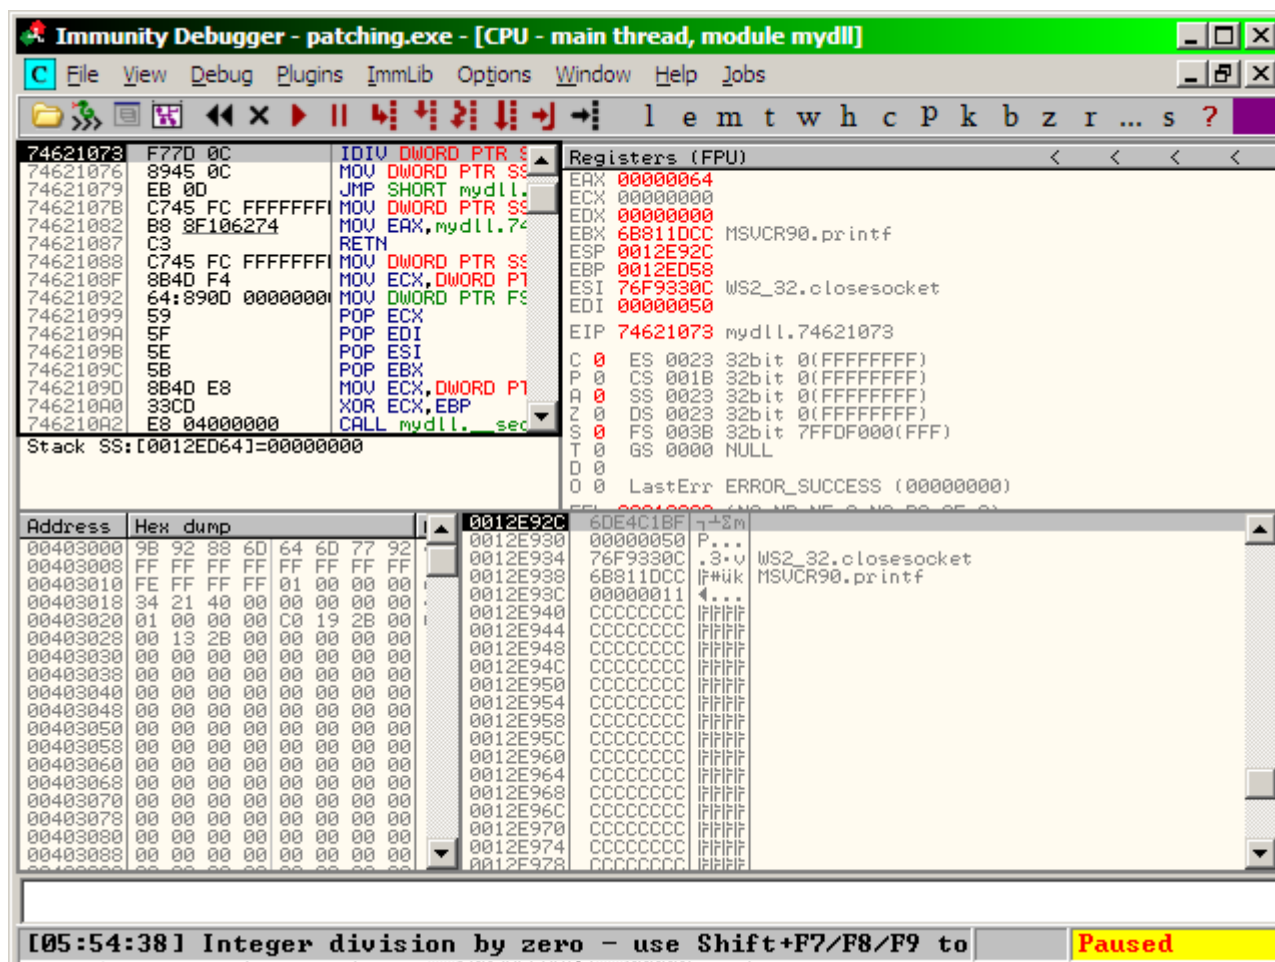 Immunity Debugger - patching.exe - [CPU - main thread, module mydll]
C File View Debug Plugins ImmLib Options Window Help Jobs
l e m t w h c p k b z r ... s ?
74621073 F77D 0C IDIV DWORD PTR S
74621076 8945 0C MOV DWORD PTR SS
74621079 EB 0D JMP SHORT mydll.
7462107B C745 FC FFFFFFF MOV DWORD PTR SS
74621082 B8 8F106274 MOV EAX,mydll.74
74621087 C3 RETN
74621088 C745 FC FFFFFFF MOV DWORD PTR SS
7462108F 8B4D F4 MOV ECX,DWORD PT
74621092 64:890D 0000000 MOV DWORD PTR FS
74621099 59 POP ECX
7462109A 5F POP EDI
7462109B 5E POP ESI
7462109C 5B POP EBX
7462109D 8B4D E8 MOV ECX,DWORD PT
746210A0 33CD XOR ECX,EBP
746210A2 E8 04000000 CALL mydll.__sec
Stack SS:[0012ED64]=00000000
Registers (FPU) < < < <
EAX 00000064
ECX 00000000
EDX 00000000
EBX 6B811DCC MSVCR90.printf
ESP 0012E92C
EBP 0012ED58
ESI 76F9330C WS2_32.closesocket
EDI 00000050
EIP 74621073 mydll.74621073
C 0 ES 0023 32bit 0(FFFFFFFF)
P 0 CS 001B 32bit 0(FFFFFFFF)
A 0 SS 0023 32bit 0(FFFFFFFF)
Z 0 DS 0023 32bit 0(FFFFFFFF)
S 0 FS 003B 32bit 7FFDF000(FFF)
T 0 GS 0000 NULL
D 0
O 0 LastErr ERROR_SUCCESS (00000000)
Address Hex dump
00403000 9B 92 88 6D 64 6D 77 92
00403008 FF FF FF FF FF FF FF FF
00403010 FE FF FF FF 01 00 00 00
00403018 34 21 40 00 00 00 00 00
00403020 01 00 00 00 C0 19 2B 00
00403028 00 13 2B 00 00 00 00 00
00403030 00 00 00 00 00 00 00 00
00403038 00 00 00 00 00 00 00 00
00403040 00 00 00 00 00 00 00 00
00403048 00 00 00 00 00 00 00 00
00403050 00 00 00 00 00 00 00 00
00403058 00 00 00 00 00 00 00 00
00403060 00 00 00 00 00 00 00 00
00403068 00 00 00 00 00 00 00 00
00403070 00 00 00 00 00 00 00 00
00403078 00 00 00 00 00 00 00 00
00403080 00 00 00 00 00 00 00 00
00403088 00 00 00 00 00 00 00 00
0012E92C 6DE4C1BF ┐┴Σm
0012E930 00000050 P...
0012E934 76F9330C .3∙v WS2_32.closesocket
0012E938 6B811DCC ╠↔ük MSVCR90.printf
0012E93C 00000011 ◄...
0012E940 CCCCCCCC ╠╠╠╠
0012E944 CCCCCCCC ╠╠╠╠
0012E948 CCCCCCCC ╠╠╠╠
0012E94C CCCCCCCC ╠╠╠╠
0012E950 CCCCCCCC ╠╠╠╠
0012E954 CCCCCCCC ╠╠╠╠
0012E958 CCCCCCCC ╠╠╠╠
0012E95C CCCCCCCC ╠╠╠╠
0012E960 CCCCCCCC ╠╠╠╠
0012E964 CCCCCCCC ╠╠╠╠
0012E968 CCCCCCCC ╠╠╠╠
0012E96C CCCCCCCC ╠╠╠╠
0012E970 CCCCCCCC ╠╠╠╠
0012E974 CCCCCCCC ╠╠╠╠
0012E978 CCCCCCCC ╠╠╠╠
[05:54:38] Integer division by zero - use Shift+F7/F8/F9 to
Paused